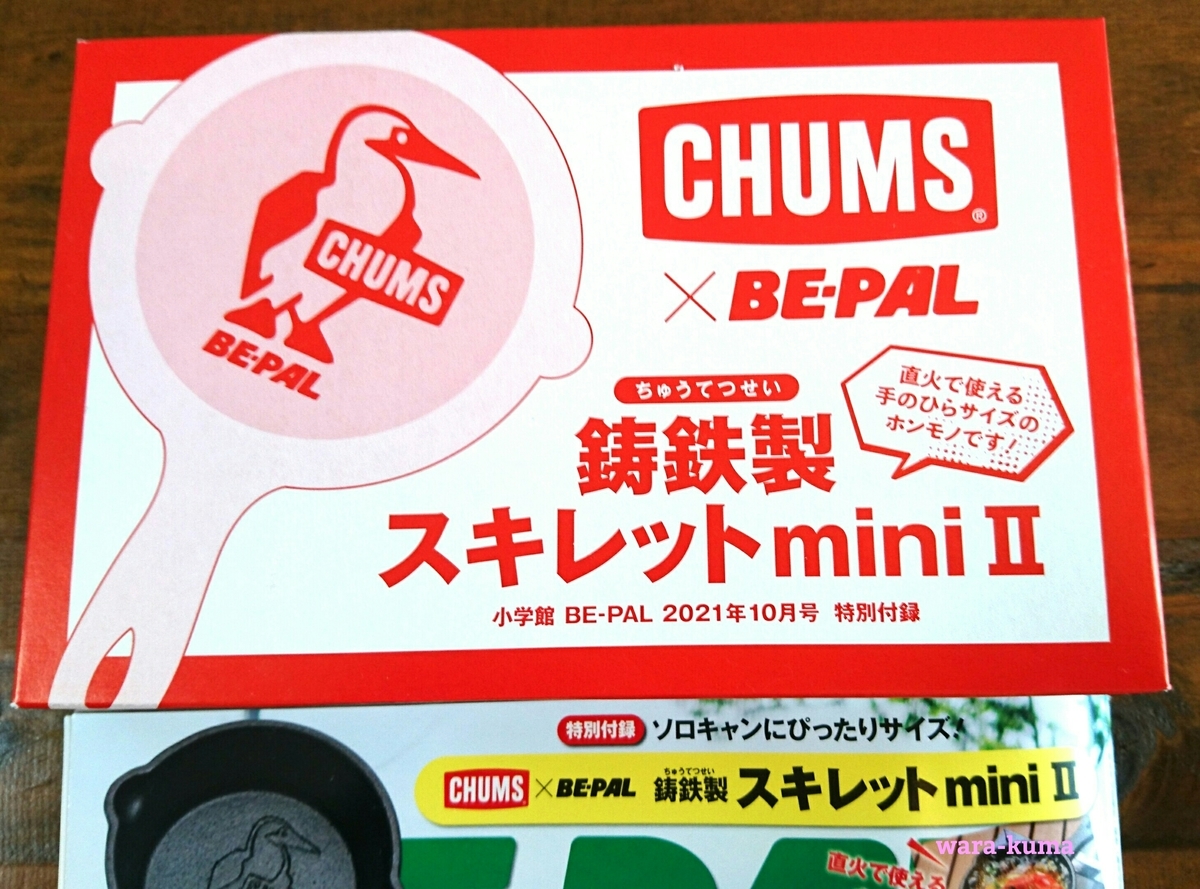 CHUMS
BE-PAL
CHUMS®
×BE-PAL
直火で使える
手のひらサイズの
ホンモノです!
ちゅうてつせい
鋳鉄製
スキレットmini II
小学館 BE-PAL 2021年10月号 特別付録
特別付録 ソロキャンにぴったりサイズ!
ちゅうてつせい
CHUMS×BE-PAL 鋳鉄製 スキレットmini II
wara-kuma
直火で使える